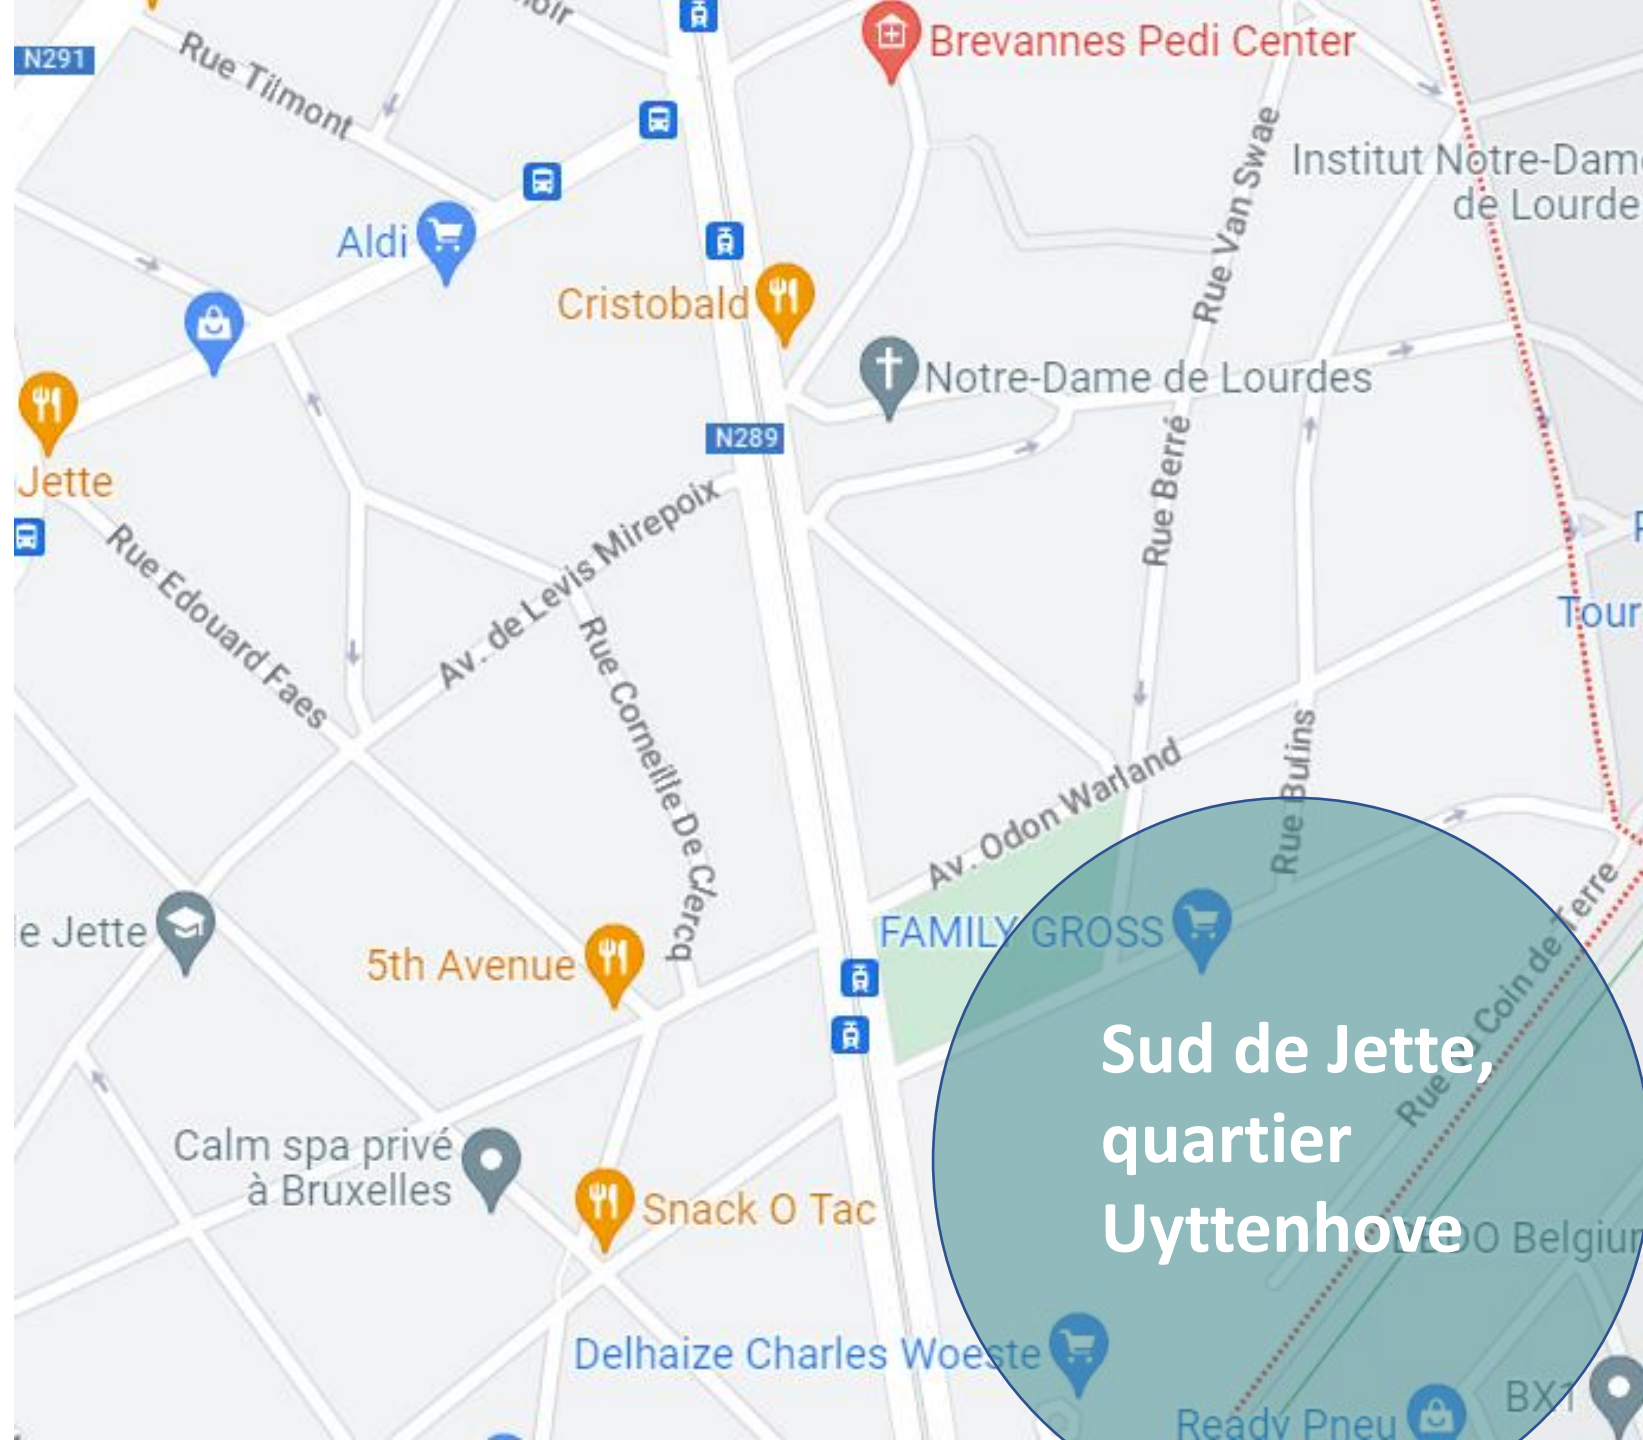 N291
Rue Tilmont
Brevannes Pedi Center
Rue Van Swae
Institut Notre-Dame
de Lourde
Aldi
Cristobald
Notre-Dame de Lourdes
N289
Jette
Rue Edouard Faes
Av. de Levis Mirepoix
Rue Berré
Tour
Rue Corneille De Clercq
Rue Bulins
Av. Odon Warland
e Jette
5th Avenue
FAMILY GROSS
Rue du Coin de Terre
Sud de Jette,
quartier
Uyttenhove
Calm spa privé
à Bruxelles
Snack O Tac
Belgiur
Delhaize Charles Woeste
BX1
Ready Pneu